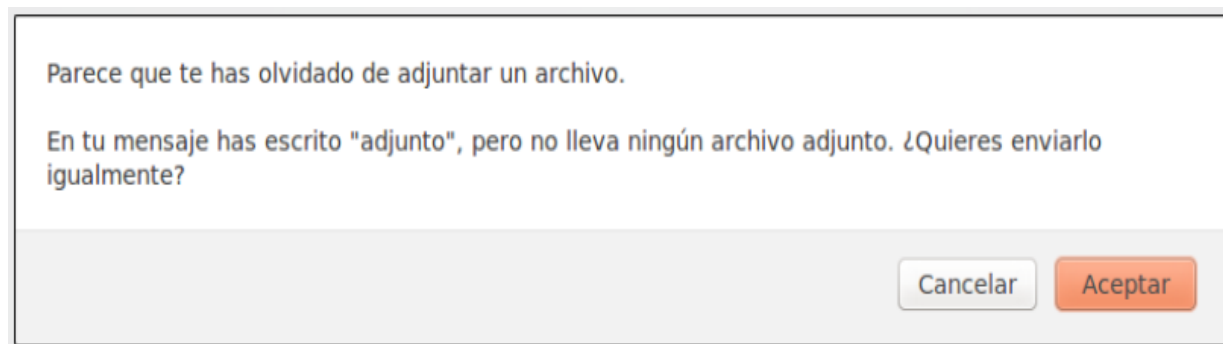 Parece que te has olvidado de adjuntar un archivo.
En tu mensaje has escrito "adjunto", pero no lleva ningún archivo adjunto. ¿Quieres enviarlo
igualmente?
Cancelar
Aceptar